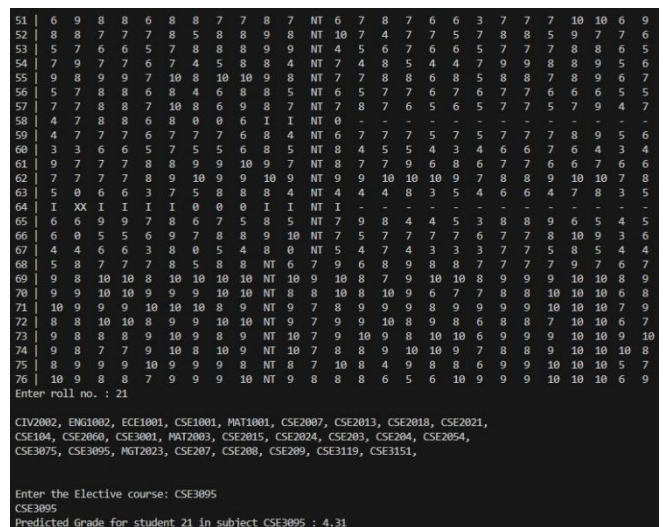 51 | 6 9 8 8 6 8 8 7 7 8 7 NT 6 7 8 7 6 6 3 7 7 7 10 10 6 9
52 | 8 8 7 7 7 8 5 8 8 9 8 NT 10 7 4 7 7 5 7 8 8 5 9 7 7 6
53 | 5 7 6 6 5 7 8 8 8 9 9 NT 4 5 6 7 6 6 5 7 7 7 8 8 6 5
54 | 7 9 7 7 6 7 4 5 8 8 4 NT 7 4 8 5 4 4 7 9 9 8 8 9 5 6
55 | 9 8 9 9 7 10 8 10 10 9 8 NT 7 7 8 8 6 8 5 8 8 7 8 9 6 7
56 | 5 7 8 8 6 8 4 6 8 8 5 NT 6 5 7 7 6 7 6 7 7 6 6 6 5 5
57 | 7 7 8 8 7 10 8 6 9 8 7 NT 7 8 7 6 5 6 5 7 7 5 7 9 4 7
58 | 4 7 8 8 6 8 0 0 6 I I NT 0 - - - - - - - - - - - - -
59 | 4 7 7 7 6 7 7 7 6 8 4 NT 6 7 7 7 5 7 5 7 7 7 8 9 5 6
60 | 3 3 6 6 5 7 5 5 6 8 5 NT 8 4 5 5 4 3 4 6 6 7 6 4 3 4
61 | 9 7 7 7 8 8 9 9 10 9 7 NT 8 7 7 9 6 8 6 7 7 6 6 7 6 6
62 | 7 7 7 7 8 9 10 9 9 10 9 NT 9 9 10 10 10 9 7 8 8 9 10 10 7 8
63 | 5 0 6 6 3 7 5 8 8 8 4 NT 4 4 4 8 3 5 4 6 6 4 7 8 3 5
64 | I XX I I I I 0 0 0 I I NT I - - - - - - - - - - - - -
65 | 6 6 9 9 7 8 6 7 5 8 5 NT 7 9 8 4 4 5 3 8 8 9 6 5 4 5
66 | 6 0 5 5 6 9 7 8 8 9 10 NT 7 5 7 7 7 7 6 7 7 8 10 9 3 6
67 | 4 4 6 6 3 8 0 5 4 8 0 NT 5 4 7 4 3 3 3 7 7 5 8 5 4 4
68 | 5 8 7 7 7 8 5 8 8 NT 6 7 9 6 8 9 8 8 7 7 7 7 9 7 6 7
69 | 9 8 10 10 8 10 10 10 10 NT 10 9 10 8 7 9 10 10 8 9 9 9 10 10 8 9
70 | 9 9 10 10 9 9 9 10 10 NT 8 8 10 8 10 9 6 7 7 8 8 10 10 10 6 8
71 | 10 9 9 9 10 10 10 8 9 NT 9 7 8 9 9 9 8 9 9 9 9 10 10 10 7 9
72 | 8 8 10 10 8 9 9 10 10 NT 9 7 9 9 10 8 9 8 6 8 8 7 10 10 6 7
73 | 9 8 8 8 9 10 9 8 9 NT 10 7 9 10 9 8 10 10 6 9 9 9 10 10 9 10
74 | 9 8 7 7 9 10 8 10 9 NT 10 7 8 8 9 10 10 9 7 8 8 9 10 10 10 8
75 | 8 9 9 9 10 9 9 9 8 NT 8 7 10 8 4 9 8 8 6 9 9 10 10 10 5 7
76 | 10 9 8 8 7 9 9 9 10 NT 9 8 8 8 6 5 6 10 9 9 9 10 10 10 6 9
Enter roll no. : 21
CIV2002, ENG1002, ECE1001, CSE1001, MAT1001, CSE2007, CSE2013, CSE2018, CSE2021,
CSE104, CSE2060, CSE3001, MAT2003, CSE2015, CSE2024, CSE203, CSE204, CSE2054,
CSE3075, CSE3095, MGT2023, CSE207, CSE208, CSE209, CSE3119, CSE3151,
Enter the Elective course: CSE3095
CSE3095
Predicted Grade for student 21 in subject CSE3095 : 4.31